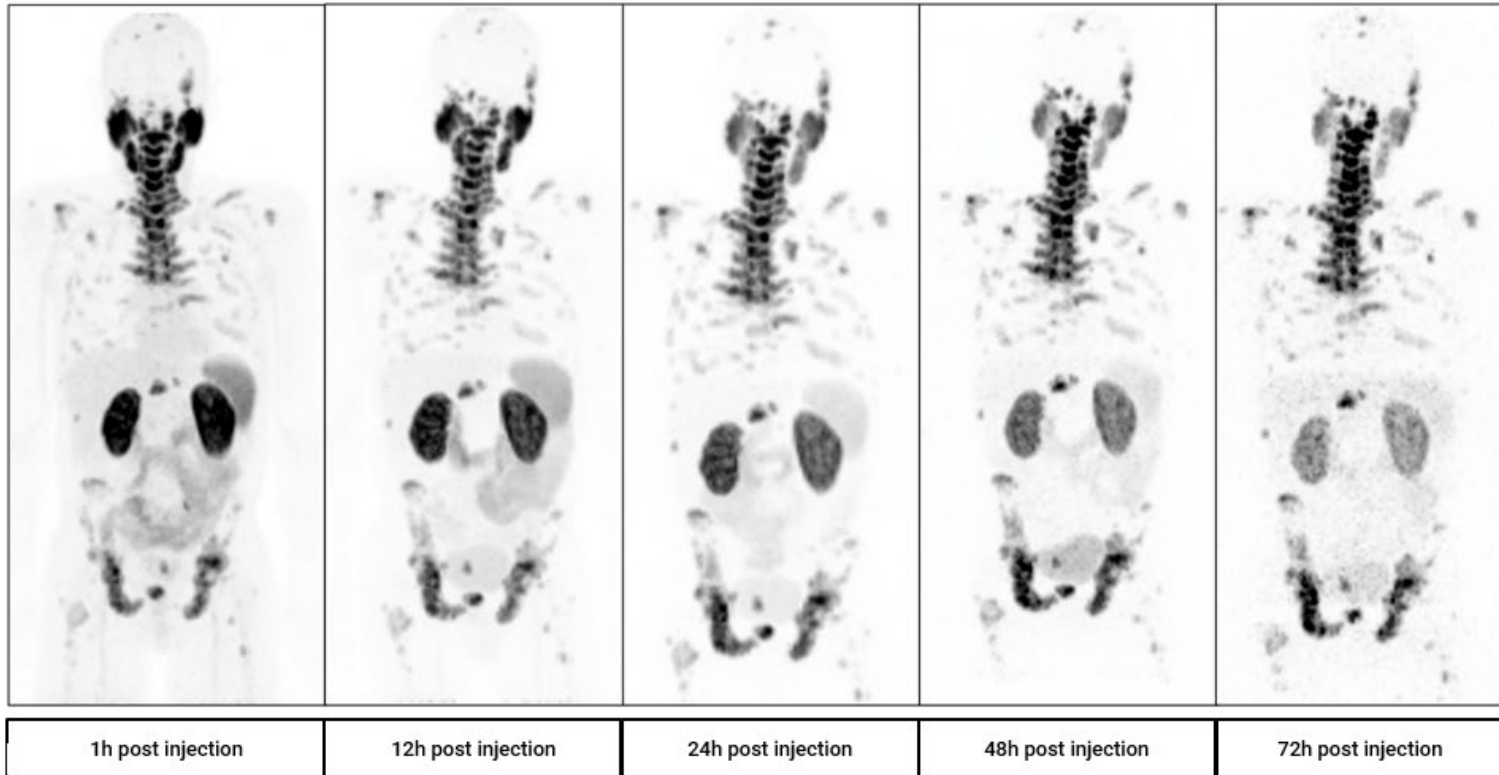 1h post injection
12h post injection
24h post injection
48h post injection
72h post injection